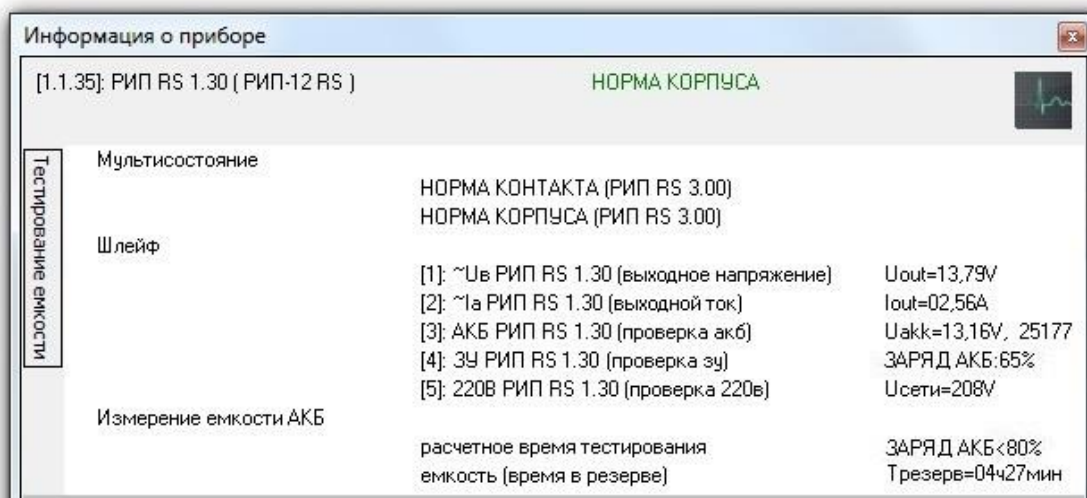 Информация о приборе
[1.1.35]: РИП RS 1.30 ( РИП-12 RS ) НОРМА КОРПУСА
Тестирование емкости
Мультисостояние
НОРМА КОНТАКТА (РИП RS 3.00)
НОРМА КОРПУСА (РИП RS 3.00)
Шлейф
[1]: ~Uв РИП RS 1.30 (выходное напряжение) Uout=13,79V
[2]: ~Iа РИП RS 1.30 (выходной ток) Iout=02,56A
[3]: АКБ РИП RS 1.30 (проверка акб) Uakk=13,16V, 25177
[4]: ЗУ РИП RS 1.30 (проверка зу) ЗАРЯД АКБ:65%
[5]: 220В РИП RS 1.30 (проверка 220в) Uсети=208V
Измерение емкости АКБ
расчетное время тестирования ЗАРЯД АКБ<80%
емкость (время в резерве) Tрезерв=04ч27мин